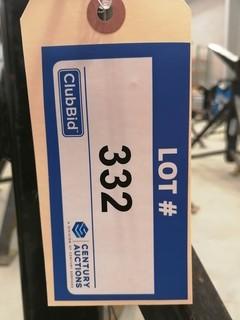 LOT #
332
ClubBid
CENTURY
AUCTIONS